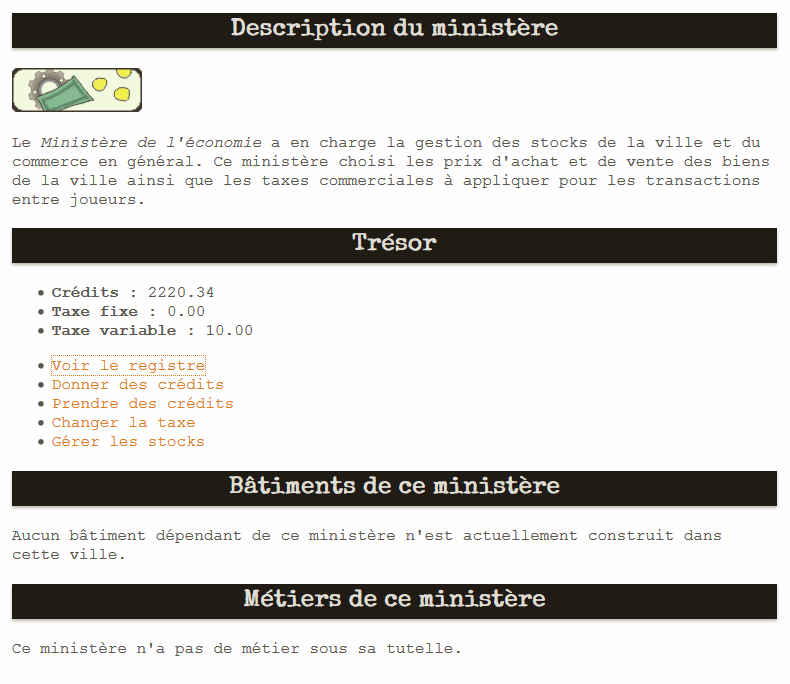 Description du ministère
Le Ministère de l'économie a en charge la gestion des stocks de la ville et du
commerce en général. Ce ministère choisi les prix d'achat et de vente des biens
de la ville ainsi que les taxes commerciales à appliquer pour les transactions
entre joueurs.
Trésor
Crédits : 2220.34
Taxe fixe : 0.00
Taxe variable : 10.00
Voir le registre
Donner des crédits
Prendre des crédits
Changer la taxe
Gérer les stocks
Bâtiments de ce ministère
Aucun bâtiment dépendant de ce ministère n'est actuellement construit dans
cette ville.
Métiers de ce ministère
Ce ministère n'a pas de métier sous sa tutelle.